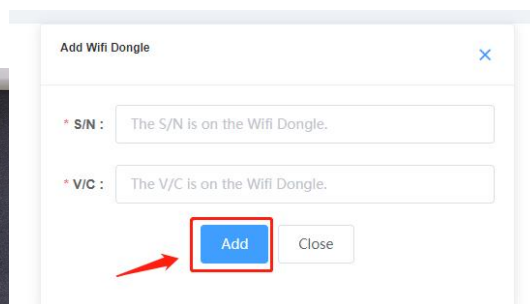 Add Wifi Dongle
* S/N : The S/N is on the Wifi Dongle.
* V/C : The V/C is on the Wifi Dongle.
Add Close